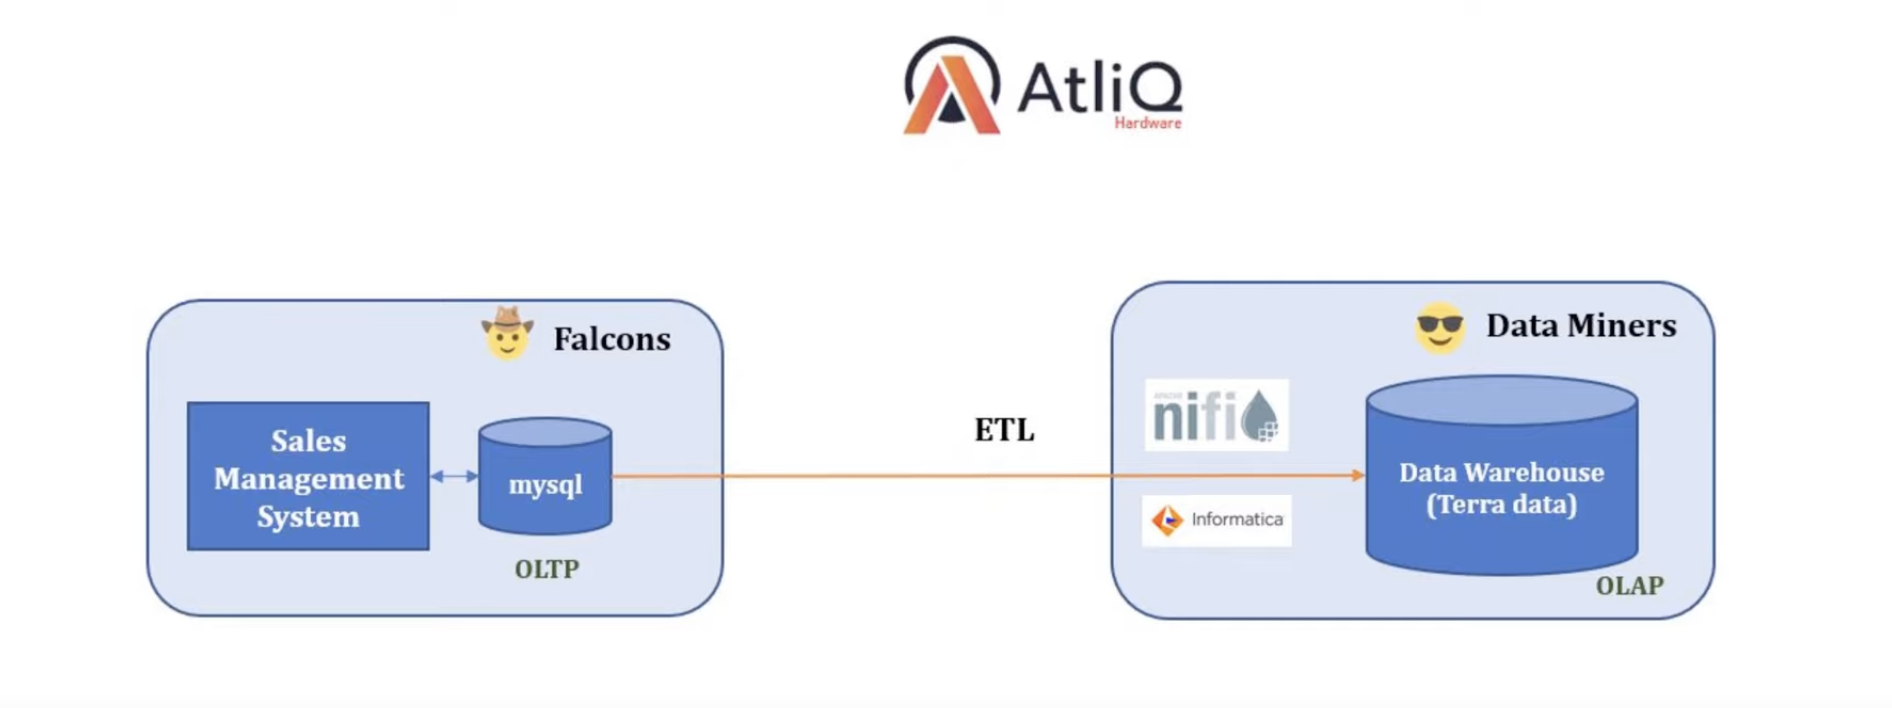 AtliQ
Hardware
Falcons
Sales
Management
System
mysql
OLTP
ETL
Data Miners
APACHE
nifi
Informatica
Data Warehouse
(Terra data)
OLAP